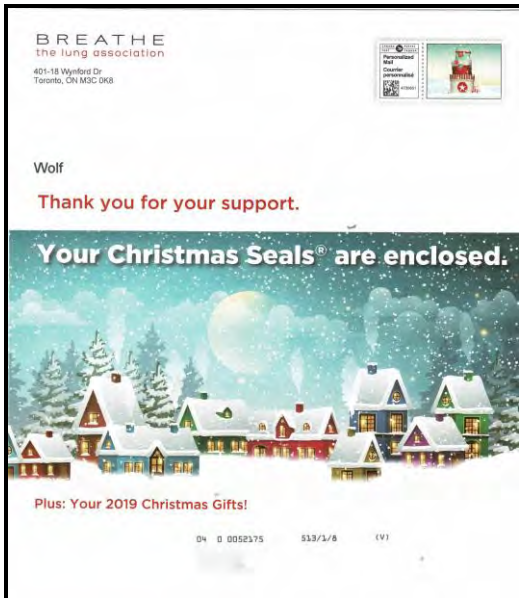 BREATHE
the lung association
401-18 Wynford Dr
Toronto, ON M3C 0K8
Personalized
Mail
Courrier
personnalisé
Wolf
Thank you for your support.
Your Christmas Seals® are enclosed.
Plus: Your 2019 Christmas Gifts!
04 0 0052175 513/1/8 (V)